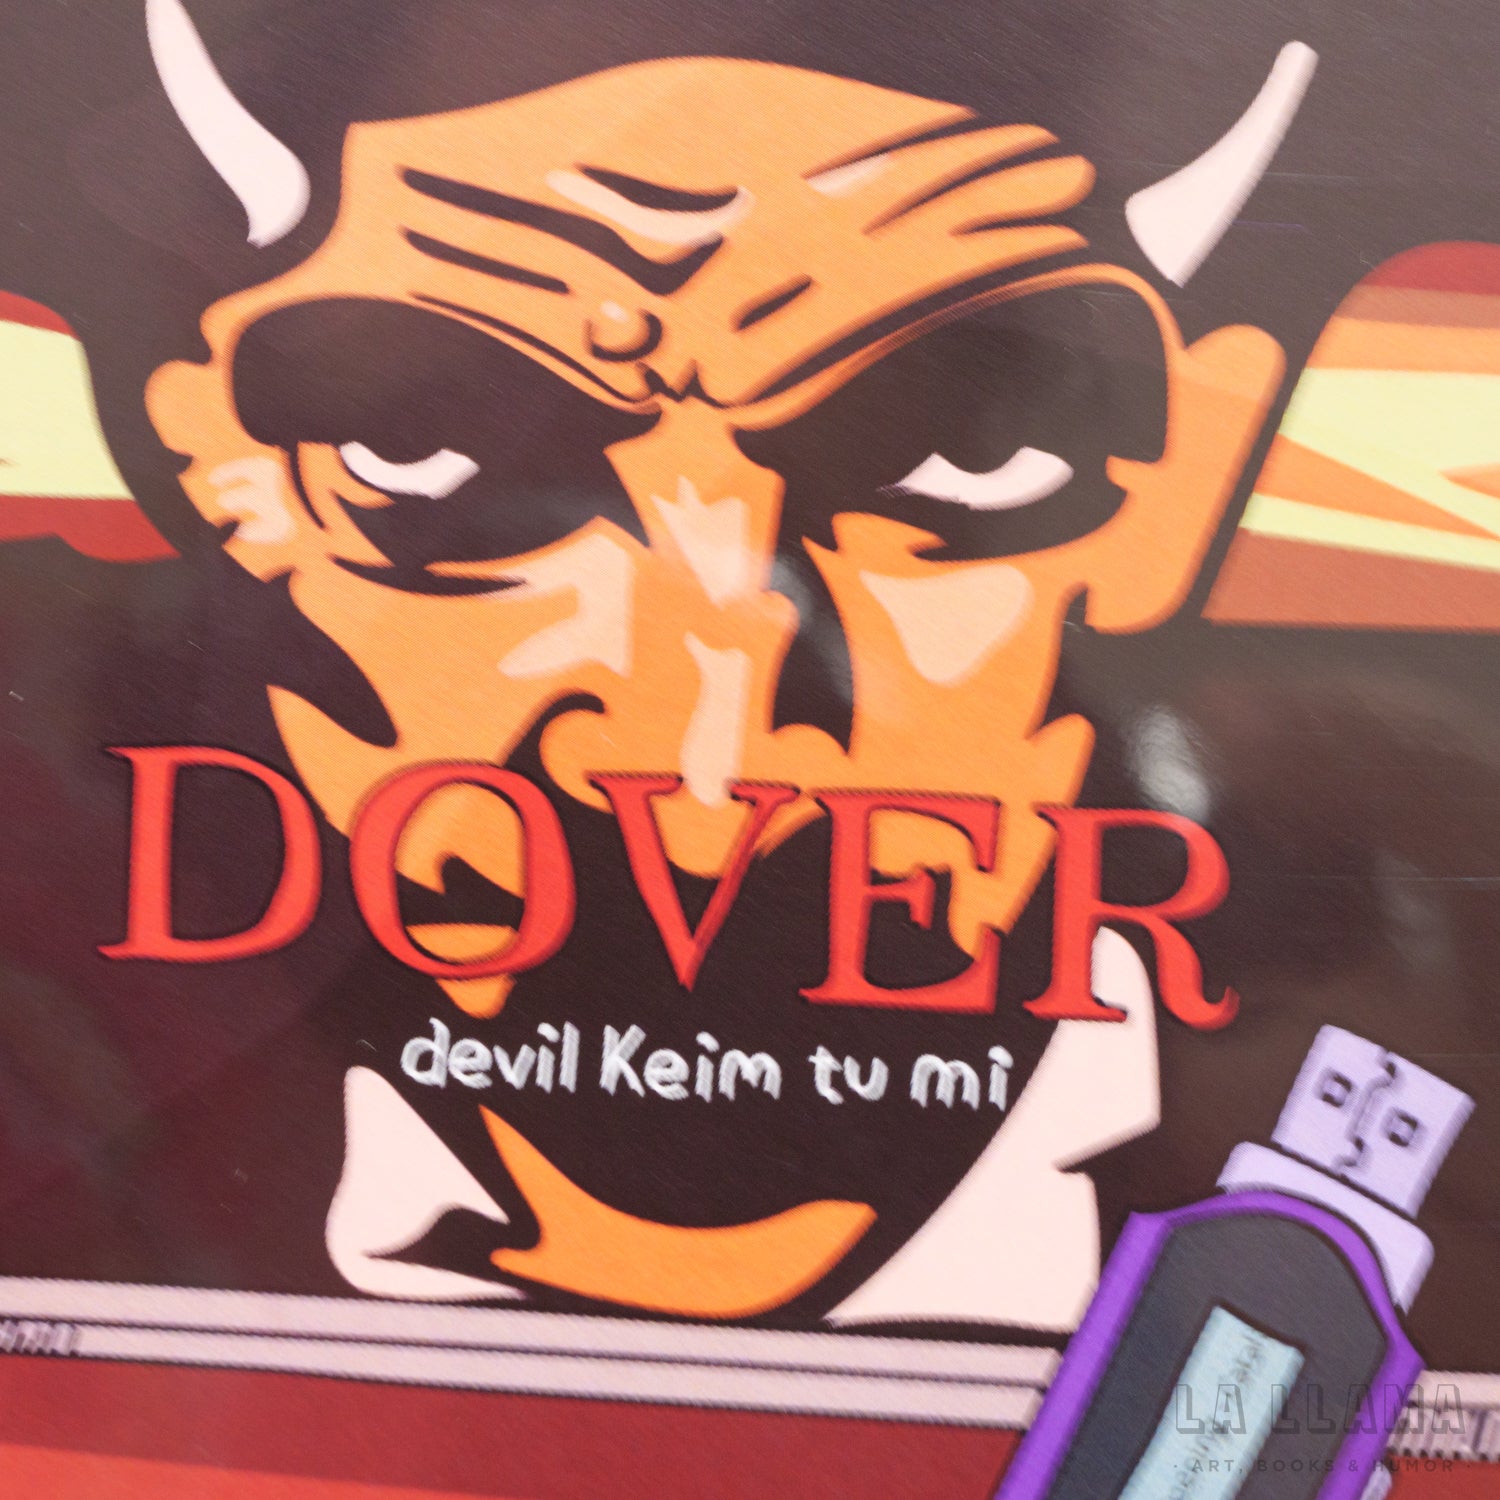 DOVER
devil Keim tu mi
LA LLAMA
· ART, BOOKS & HUMOR ·